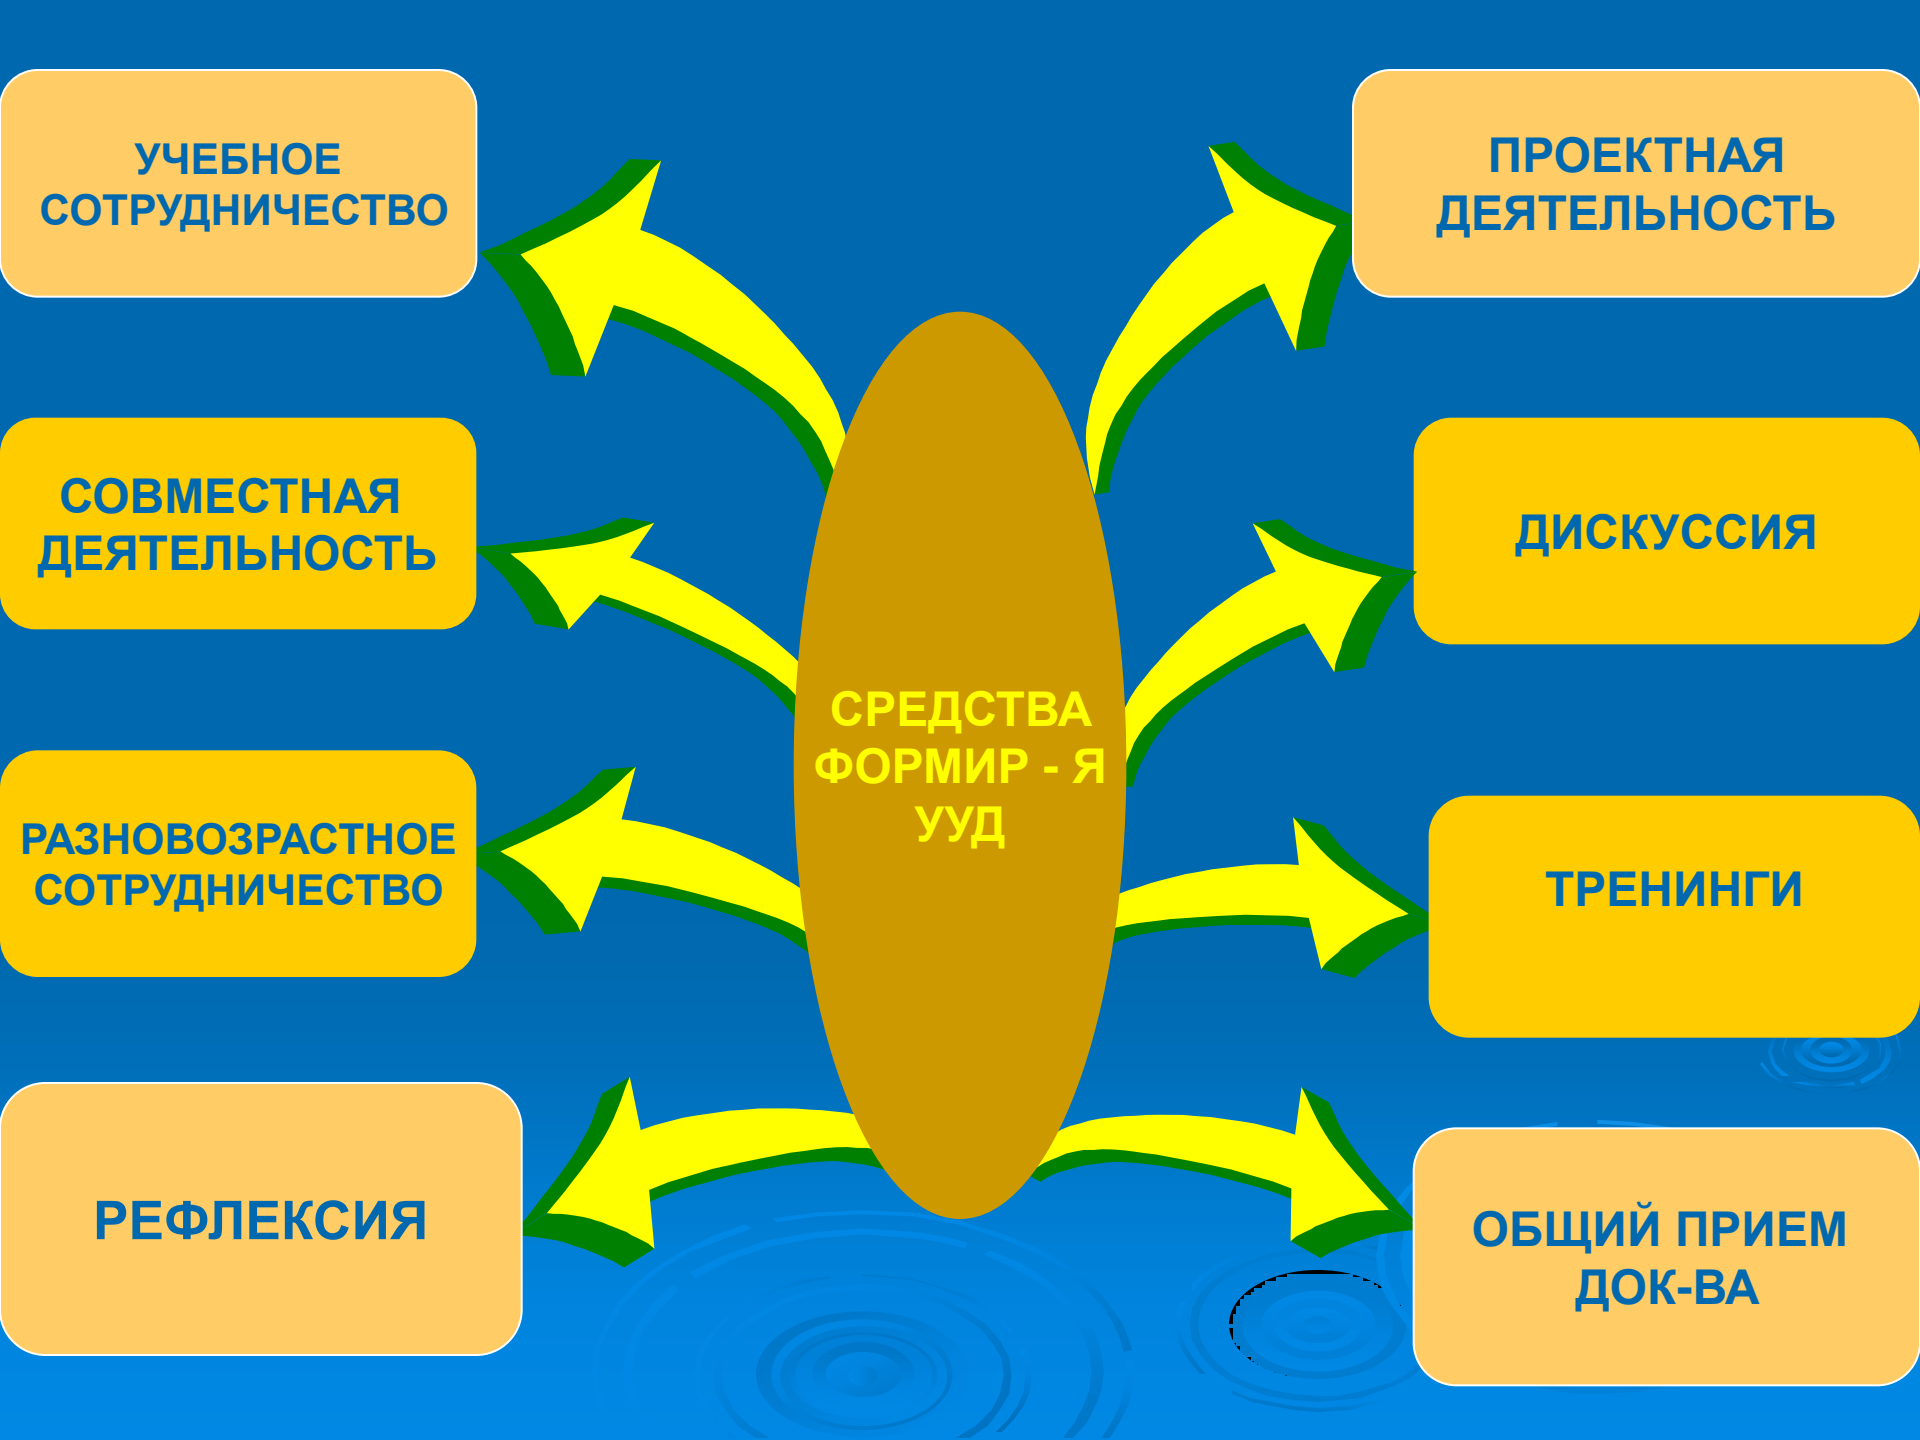 УЧЕБНОЕ
СОТРУДНИЧЕСТВО
ПРОЕКТНАЯ
ДЕЯТЕЛЬНОСТЬ
СОВМЕСТНАЯ
ДЕЯТЕЛЬНОСТЬ
ДИСКУССИЯ
СРЕДСТВА
ФОРМИР - Я
УУД
РАЗНОВОЗРАСТНОЕ
СОТРУДНИЧЕСТВО
ТРЕНИНГИ
РЕФЛЕКСИЯ
ОБЩИЙ ПРИЕМ
ДОК-ВА